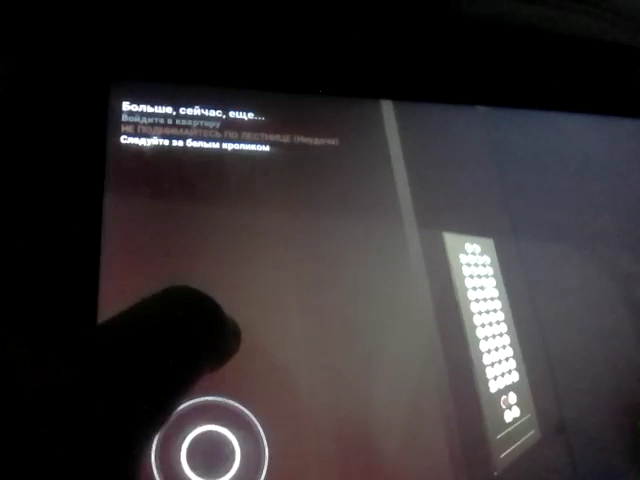 Больше, сейчас, еще...
Войдите в квартиру
НЕ ПОДНИМАЙТЕСЬ ПО ЛЕСТНИЦЕ (Неудача)
Следуйте за белым кроликом